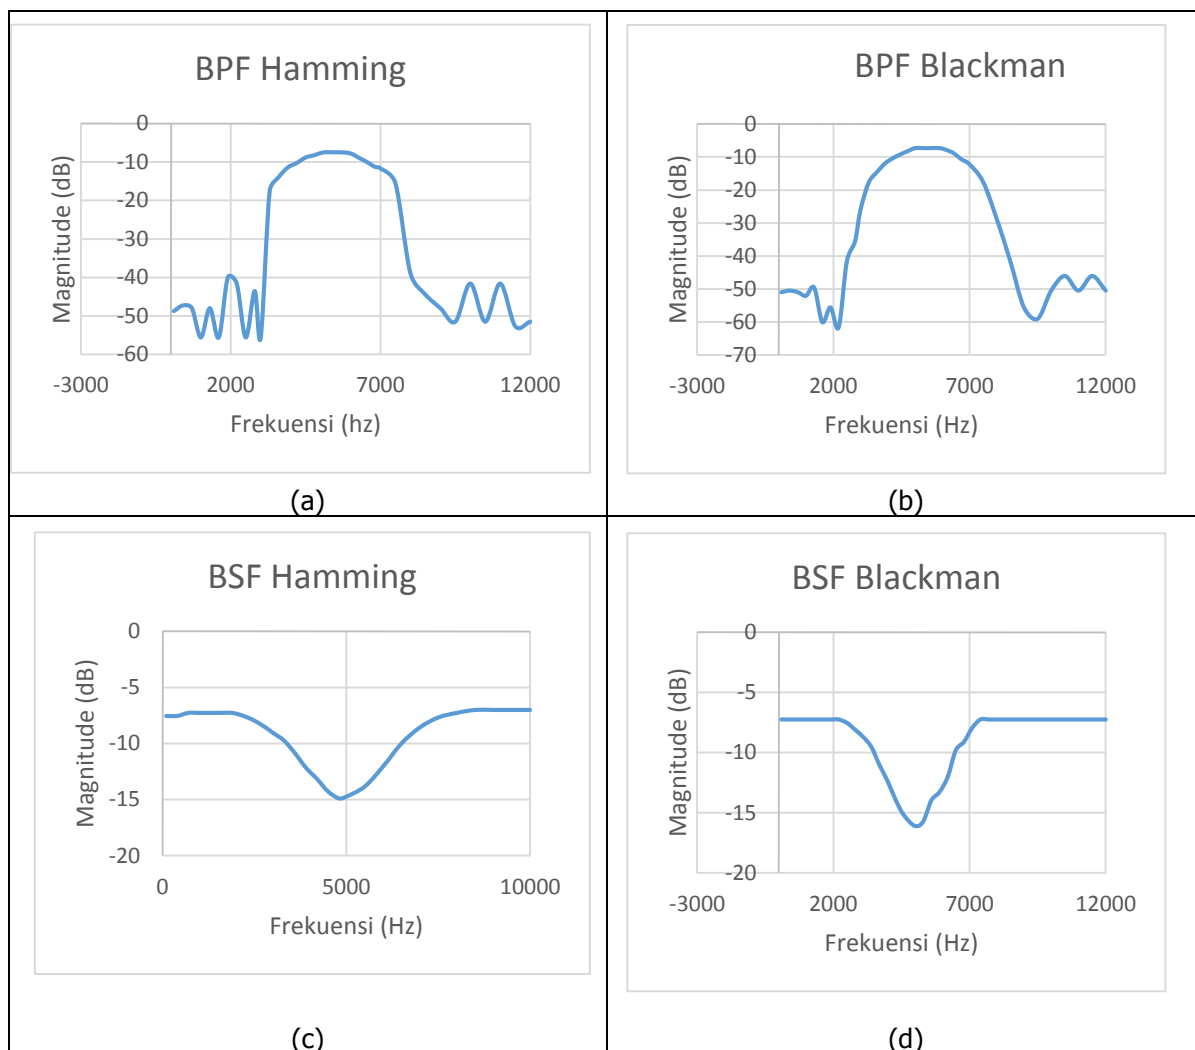 BPF Hamming
0
-10
-20
-30
-40
-50
-60
-3000 2000 7000 12000
Magnitude (dB)
Frekuensi (hz)
(a)
BPF Blackman
0
-10
-20
-30
-40
-50
-60
-70
-3000 2000 7000 12000
Magnitude (dB)
Frekuensi (Hz)
(b)
BSF Hamming
0
-5
-10
-15
-20
0 5000 10000
Magnitude (dB)
Frekuensi (Hz)
(c)
BSF Blackman
0
-5
-10
-15
-20
-3000 2000 7000 12000
Magnitude (dB)
Frekuensi (Hz)
(d)